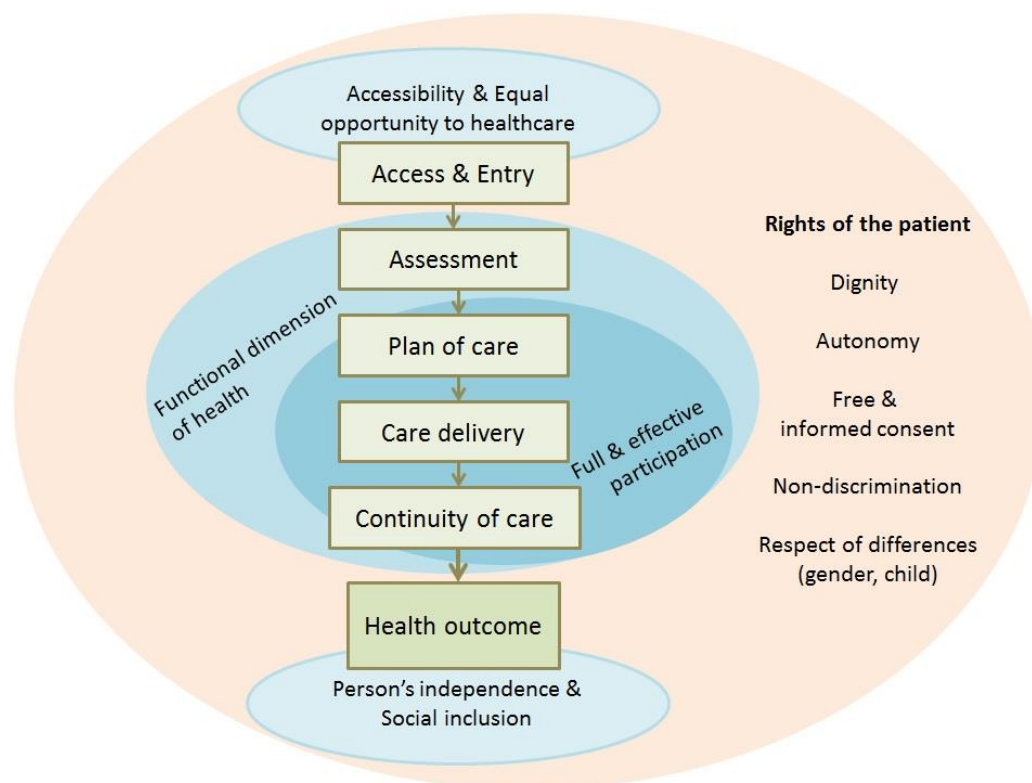 Accessibility & Equal
opportunity to healthcare
Access & Entry
Assessment
Functional dimension
of health
Plan of care
Care delivery
Full & effective
participation
Continuity of care
Health outcome
Person's independence &
Social inclusion
Rights of the patient
Dignity
Autonomy
Free &
informed consent
Non-discrimination
Respect of differences
(gender, child)